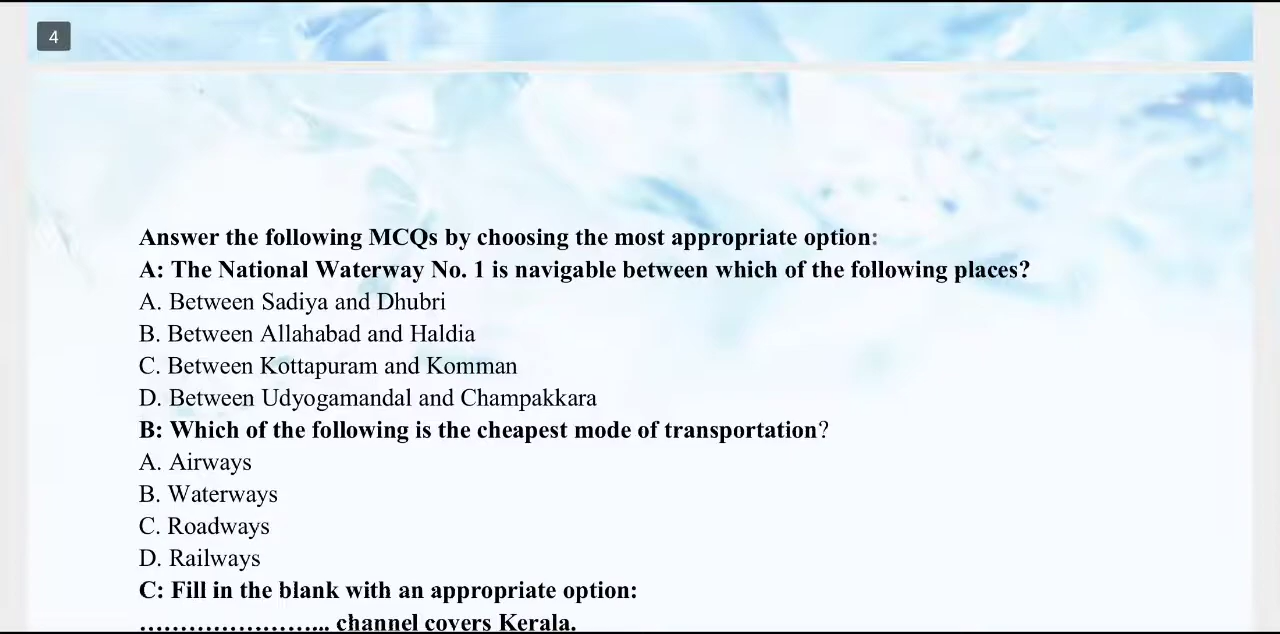 4
Answer the following MCQs by choosing the most appropriate option:
A: The National Waterway No. 1 is navigable between which of the following places?
A. Between Sadiya and Dhubri
B. Between Allahabad and Haldia
C. Between Kottapuram and Komman
D. Between Udyogamandal and Champakkara
B: Which of the following is the cheapest mode of transportation?
A. Airways
B. Waterways
C. Roadways
D. Railways
C: Fill in the blank with an appropriate option:
…………………... channel covers Kerala.